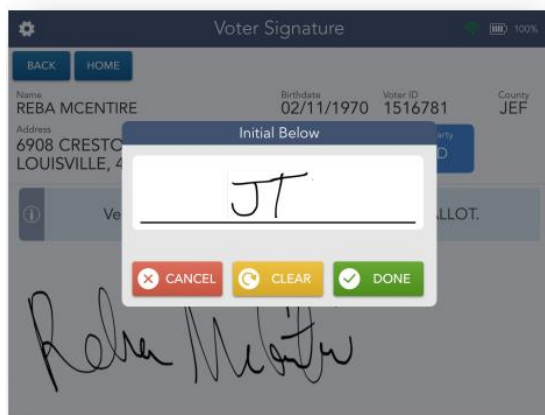 Voter Signature
100%
BACK HOME
Name Birthdate Voter ID County
REBA MCENTIRE 02/11/1970 1516781 JEF
Address arty
6908 CRESTO D
LOUISVILLE, 4
Initial Below
Ve LLOT.
JT
CANCEL CLEAR DONE
Reba McEntire